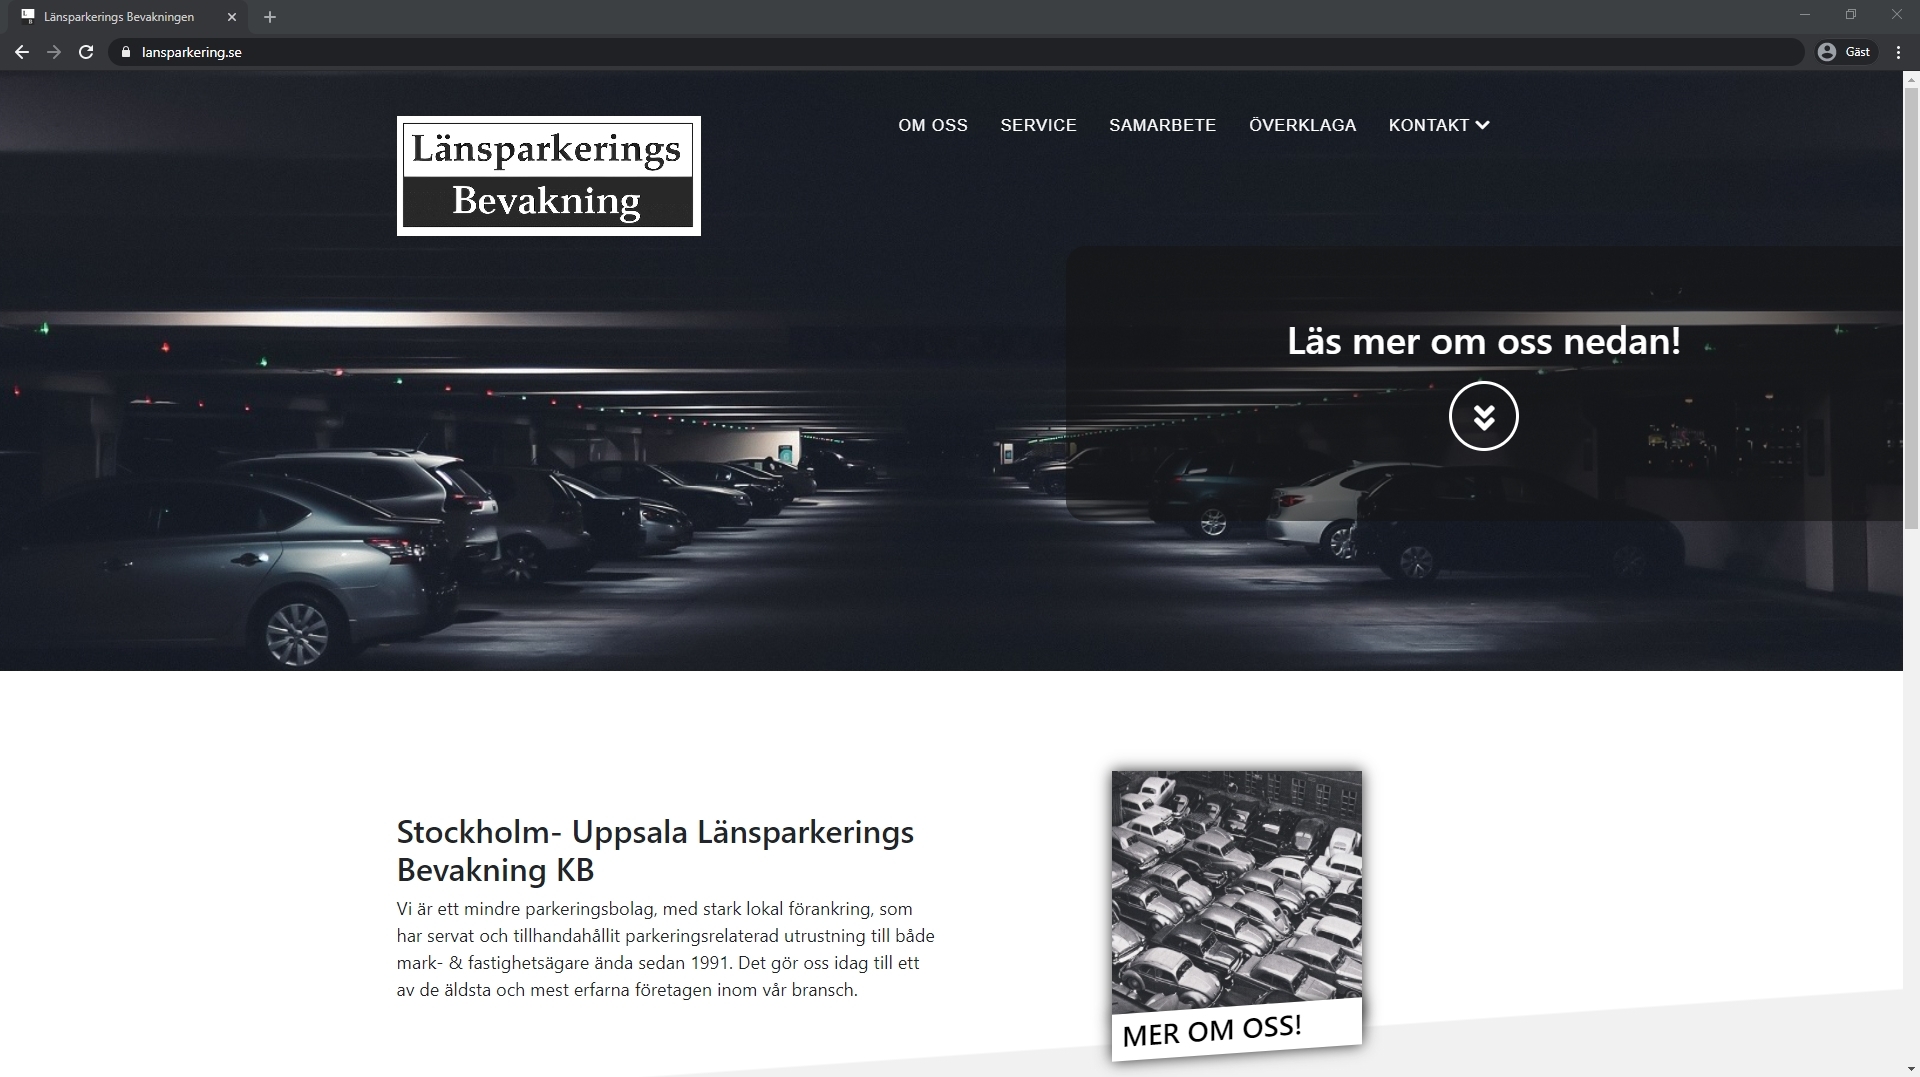 Länsparkerings Bevakningen
lansparkering.se
Gäst
Länsparkerings
Bevakning
OM OSS
SERVICE
SAMARBETE
ÖVERKLAGA
KONTAKT
Läs mer om oss nedan!
Stockholm- Uppsala Länsparkerings
Bevakning KB
Vi är ett mindre parkeringsbolag, med stark lokal förankring, som
har servat och tillhandahållit parkeringsrelaterad utrustning till både
mark- & fastighetsägare ända sedan 1991. Det gör oss idag till ett
av de äldsta och mest erfarna företagen inom vår bransch.
MER OM OSS!